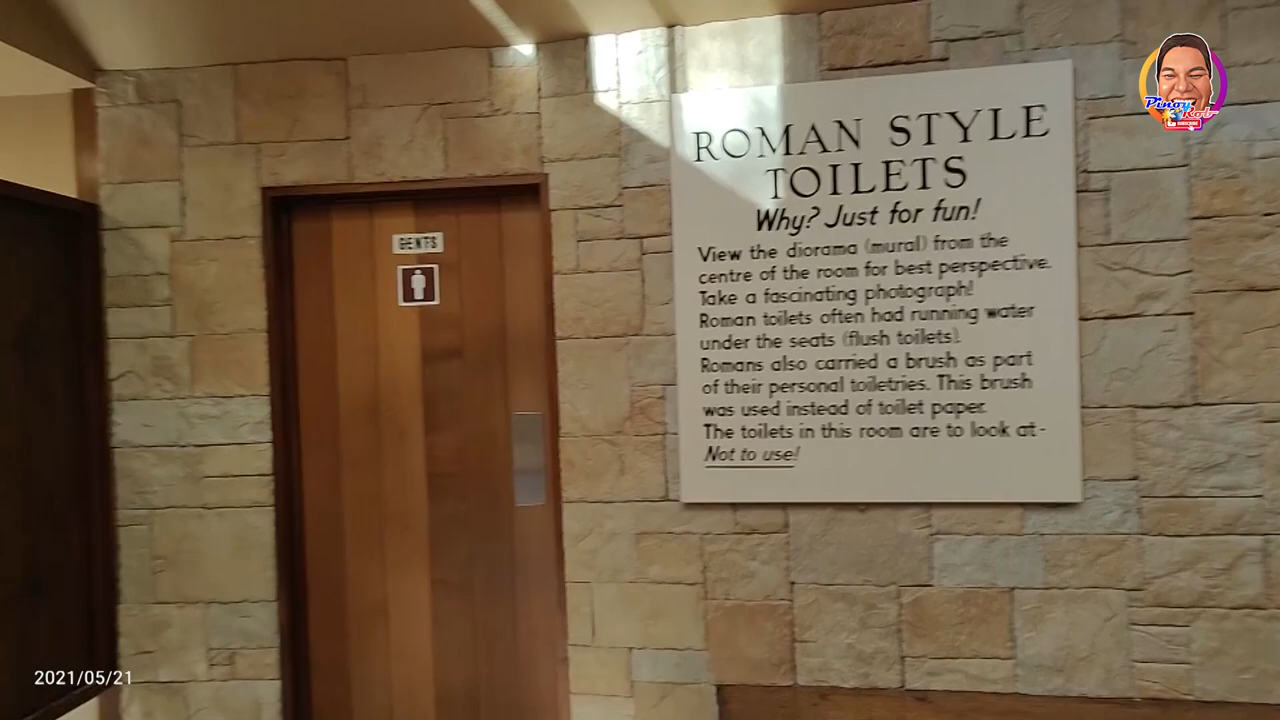 GENTS
ROMAN STYLE
TOILETS
Why? Just for fun!
View the diorama (mural) from the
centre of the room for best perspective.
Take a fascinating photograph!
Roman toilets often had running water
under the seats (flush toilets).
Romans also carried a brush as part
of their personal toiletries. This brush
was used instead of toilet paper.
The toilets in this room are to look at-
Not to use!
Pinoy
Rob
SUBSCRIBE
2021/05/21